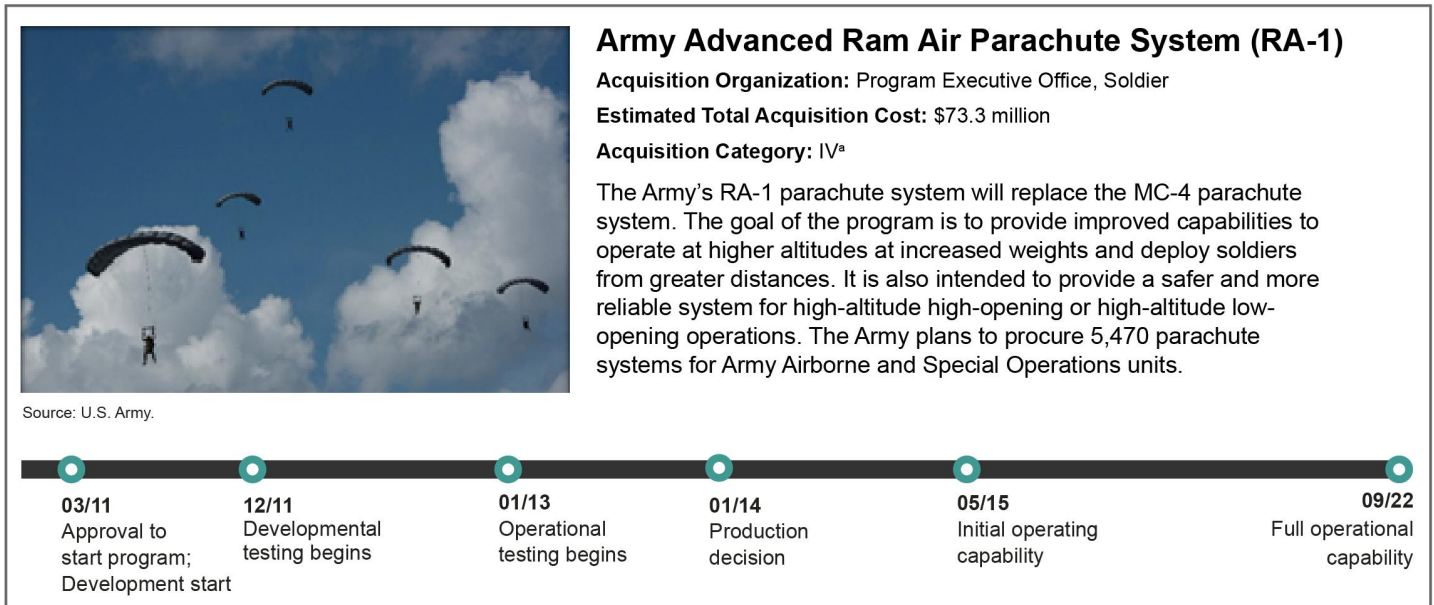 Army Advanced Ram Air Parachute System (RA-1)
Acquisition Organization: Program Executive Office, Soldier
Estimated Total Acquisition Cost: $73.3 million
Acquisition Category: IVᵃ
The Army’s RA-1 parachute system will replace the MC-4 parachute
system. The goal of the program is to provide improved capabilities to
operate at higher altitudes at increased weights and deploy soldiers
from greater distances. It is also intended to provide a safer and more
reliable system for high-altitude high-opening or high-altitude low-
opening operations. The Army plans to procure 5,470 parachute
systems for Army Airborne and Special Operations units.
Source: U.S. Army.
03/11
Approval to
start program;
Development start
12/11
Developmental
testing begins
01/13
Operational
testing begins
01/14
Production
decision
05/15
Initial operating
capability
09/22
Full operational
capability